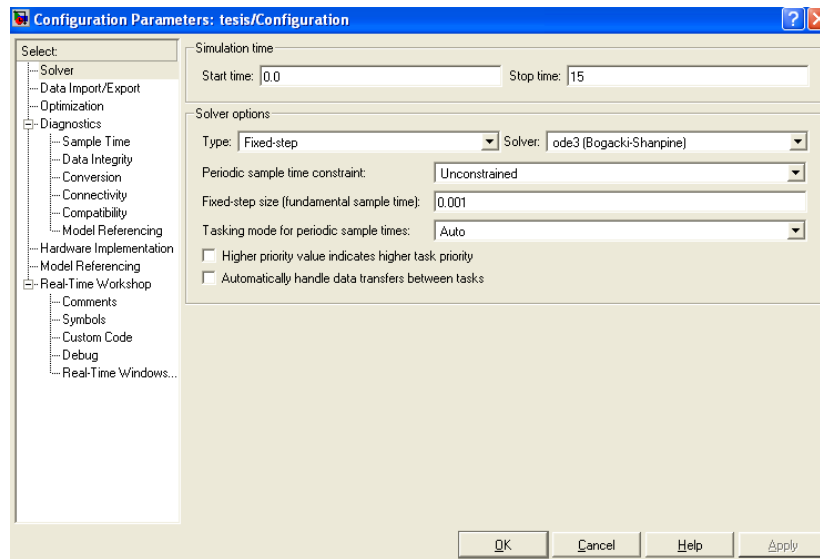 Configuration Parameters: tesis/Configuration
Select:
Solver
Data Import/Export
Optimization
Diagnostics
Sample Time
Data Integrity
Conversion
Connectivity
Compatibility
Model Referencing
Hardware Implementation
Model Referencing
Real-Time Workshop
Comments
Symbols
Custom Code
Debug
Real-Time Windows...
Simulation time
Start time: 0.0 Stop time: 15
Solver options
Type: Fixed-step Solver: ode3 (Bogacki-Shanpine)
Periodic sample time constraint: Unconstrained
Fixed-step size (fundamental sample time): 0.001
Tasking mode for periodic sample times: Auto
Higher priority value indicates higher task priority
Automatically handle data transfers between tasks
OK Cancel Help Apply